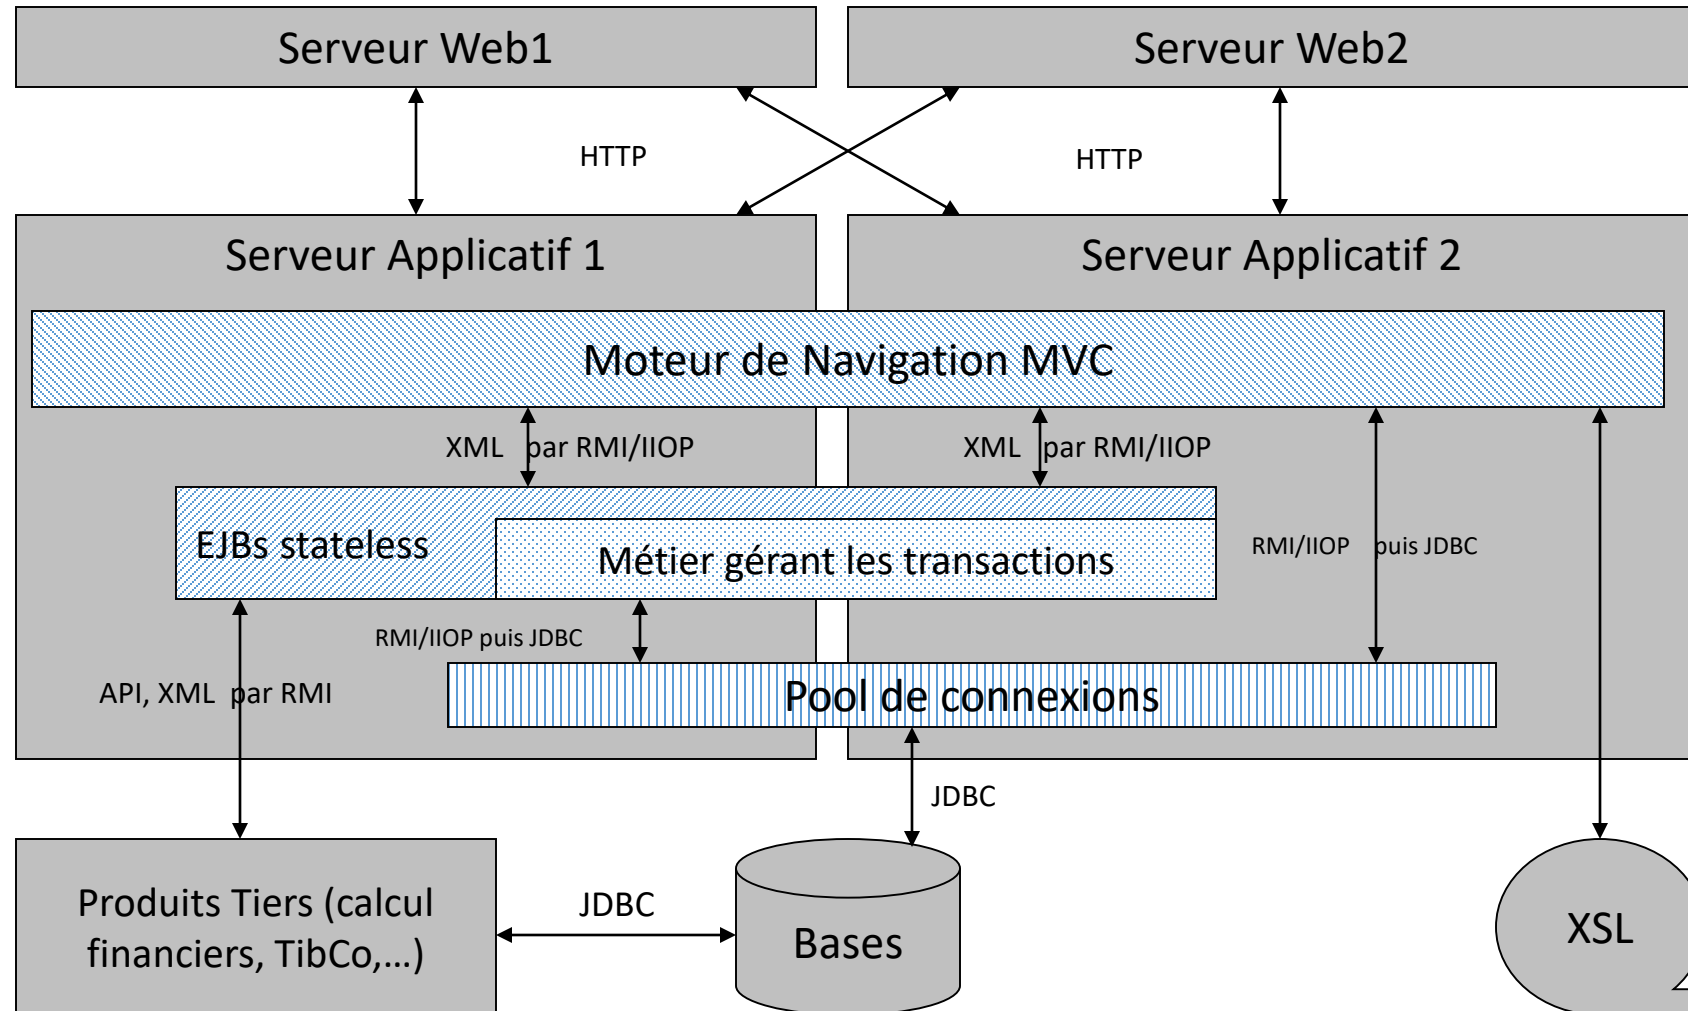 Serveur Web1
Serveur Web2
HTTP
HTTP
Serveur Applicatif 1
Serveur Applicatif 2
Moteur de Navigation MVC
XML par RMI/IIOP
XML par RMI/IIOP
EJBs stateless
Métier gérant les transactions
RMI/IIOP puis JDBC
RMI/IIOP puis JDBC
API, XML par RMI
Pool de connexions
JDBC
Produits Tiers (calcul
financiers, TibCo,...)
JDBC
Bases
XSL